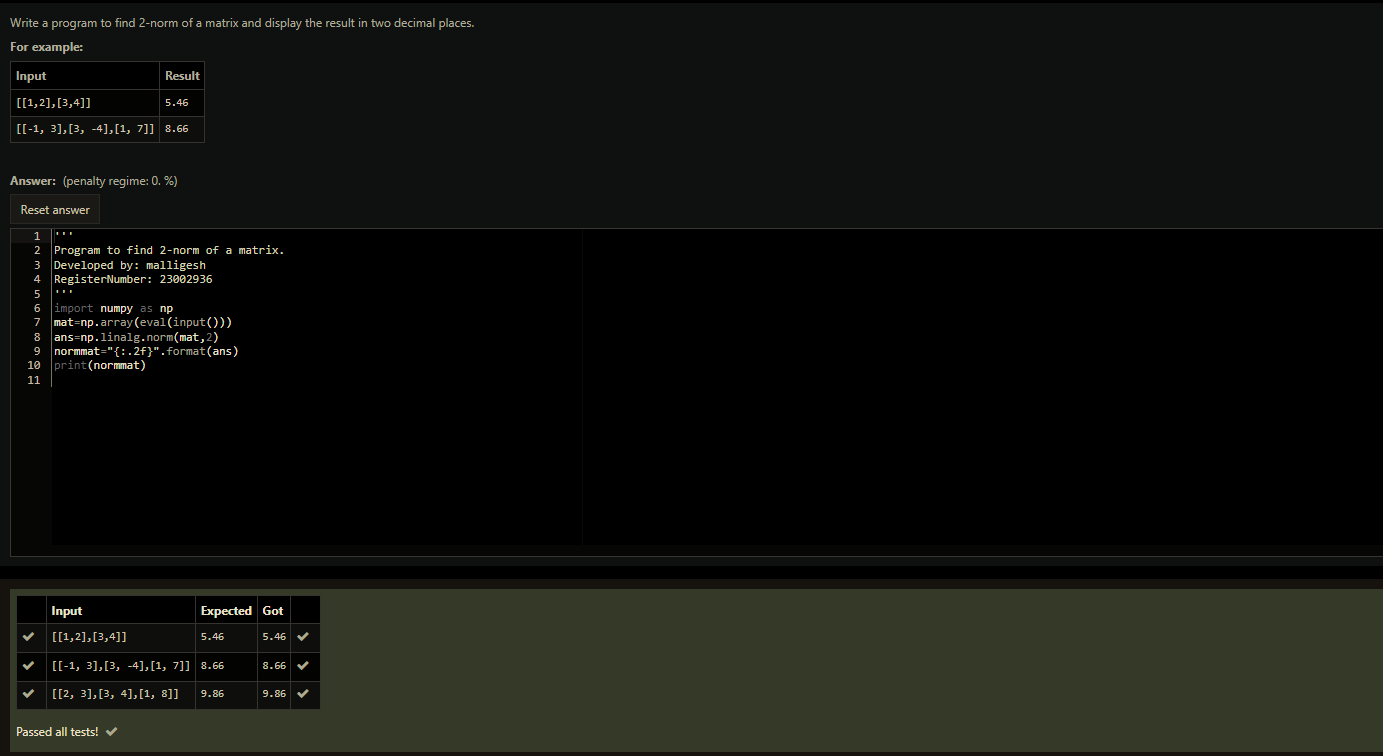 Write a program to find 2-norm of a matrix and display the result in two decimal places.
For example:
Input Result
[[1,2],[3,4]] 5.46
[[-1, 3],[3, -4],[1, 7]] 8.66
Answer: (penalty regime: 0. %)
Reset answer
1 '''
2 Program to find 2-norm of a matrix.
3 Developed by: malligesh
4 RegisterNumber: 23002936
5 '''
6 import numpy as np
7 mat=np.array(eval(input()))
8 ans=np.linalg.norm(mat,2)
9 normmat="{:.2f}".format(ans)
10 print(normmat)
11
Input Expected Got
[[1,2],[3,4]] 5.46 5.46
[[-1, 3],[3, -4],[1, 7]] 8.66 8.66
[[2, 3],[3, 4],[1, 8]] 9.86 9.86
Passed all tests!